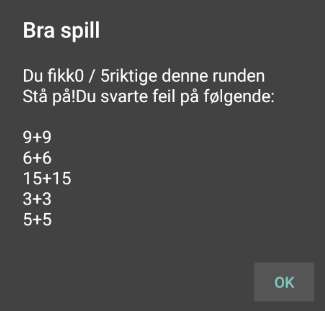 Bra spill
Du fikk0 / 5riktige denne runden
Stå på!Du svarte feil på følgende:
9+9
6+6
15+15
3+3
5+5
OK